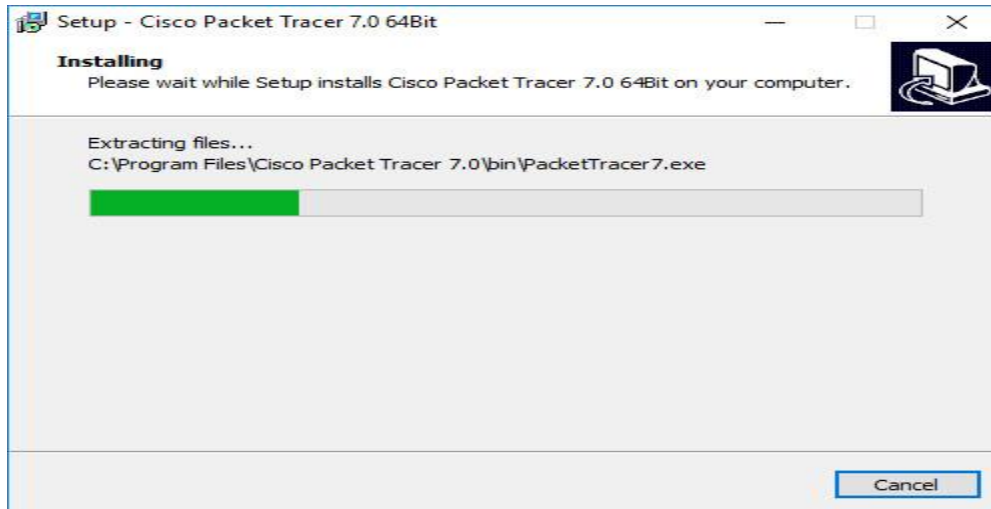 Setup - Cisco Packet Tracer 7.0 64Bit
Installing
Please wait while Setup installs Cisco Packet Tracer 7.0 64Bit on your computer.
Extracting files...
C:\Program Files\Cisco Packet Tracer 7.0\bin\PacketTracer7.exe
Cancel